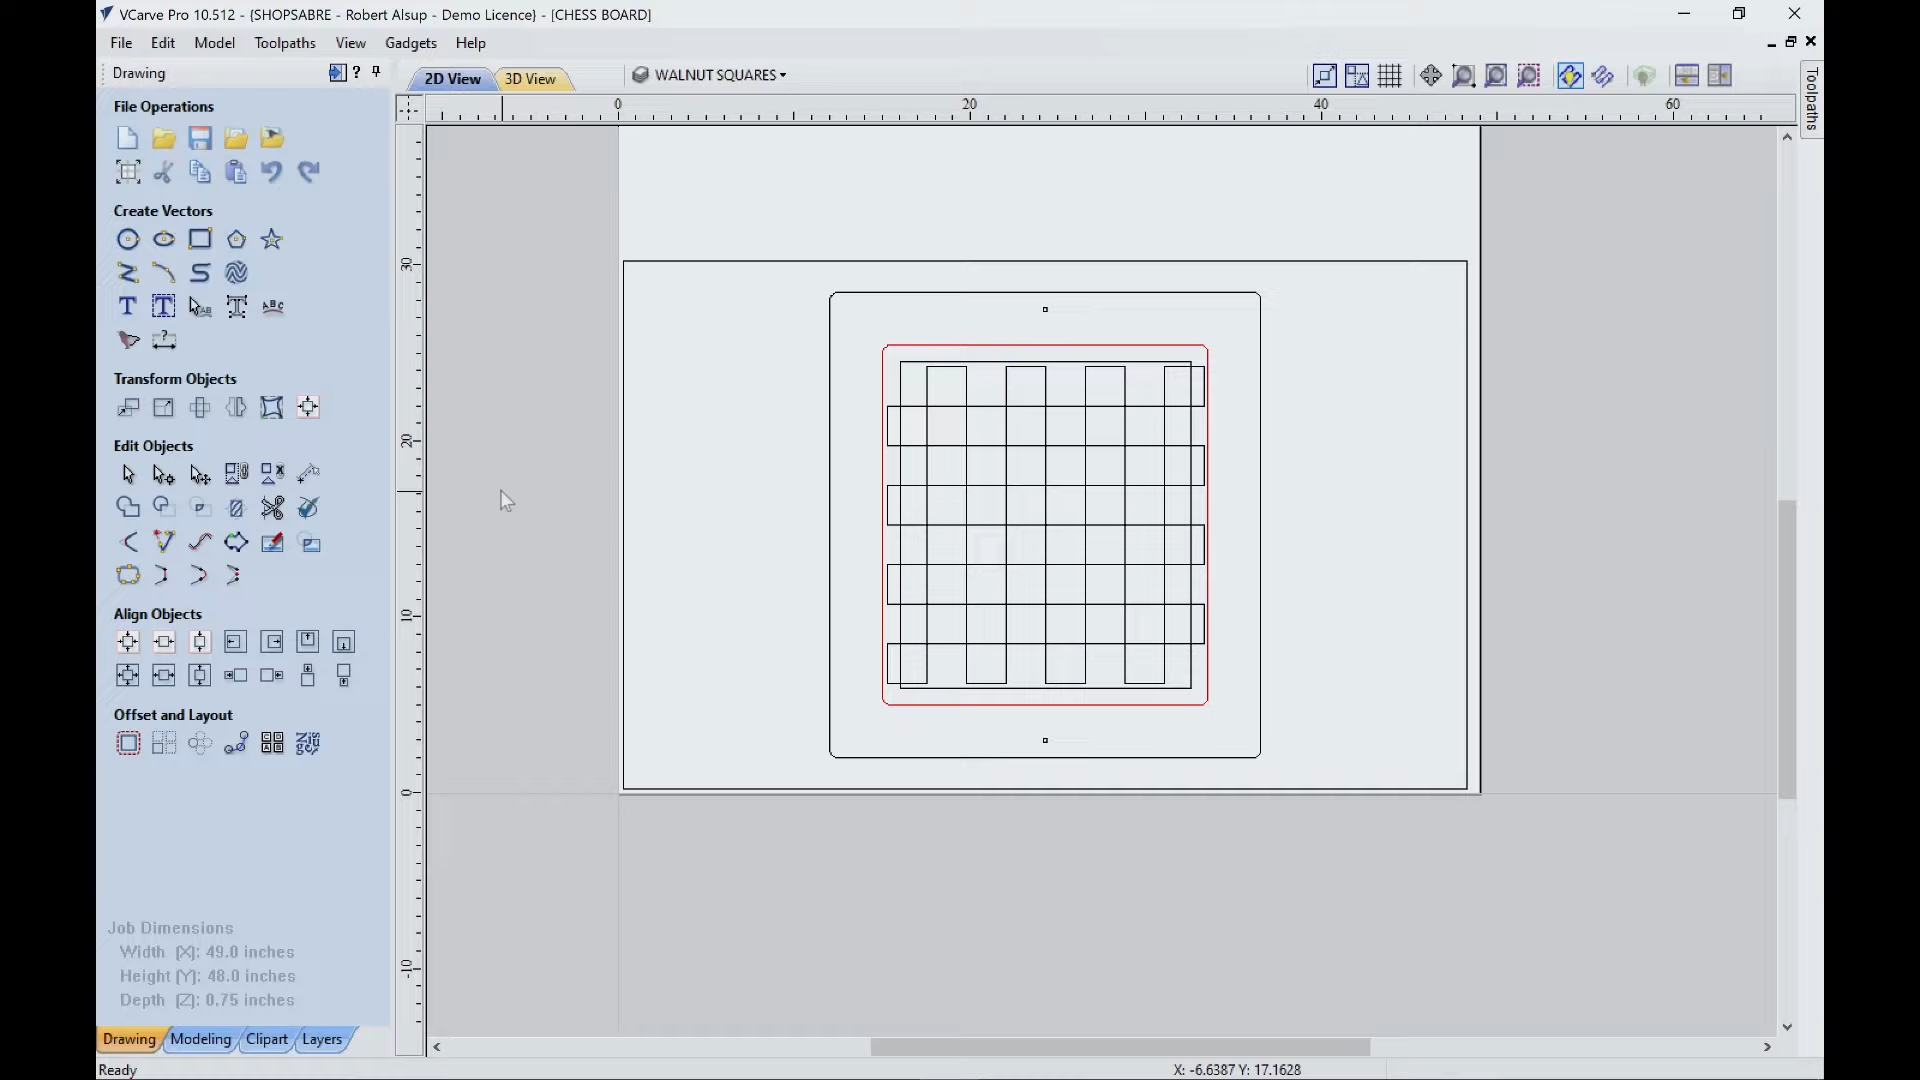 VCarve Pro 10.512 - {SHOPSABRE - Robert Alsup - Demo Licence} - [CHESS BOARD]
File Edit Model Toolpaths View Gadgets Help
Drawing
2D View
3D View
WALNUT SQUARES
Toolpaths
0 20 40 60
File Operations
Create Vectors
30
Transform Objects
20
Edit Objects
10
Align Objects
Offset and Layout
0
-10
Job Dimensions
Width (X): 49.0 inches
Height (Y): 48.0 inches
Depth (Z): 0.75 inches
Drawing Modeling Clipart Layers
Ready
X: -6.6387 Y: 17.1628